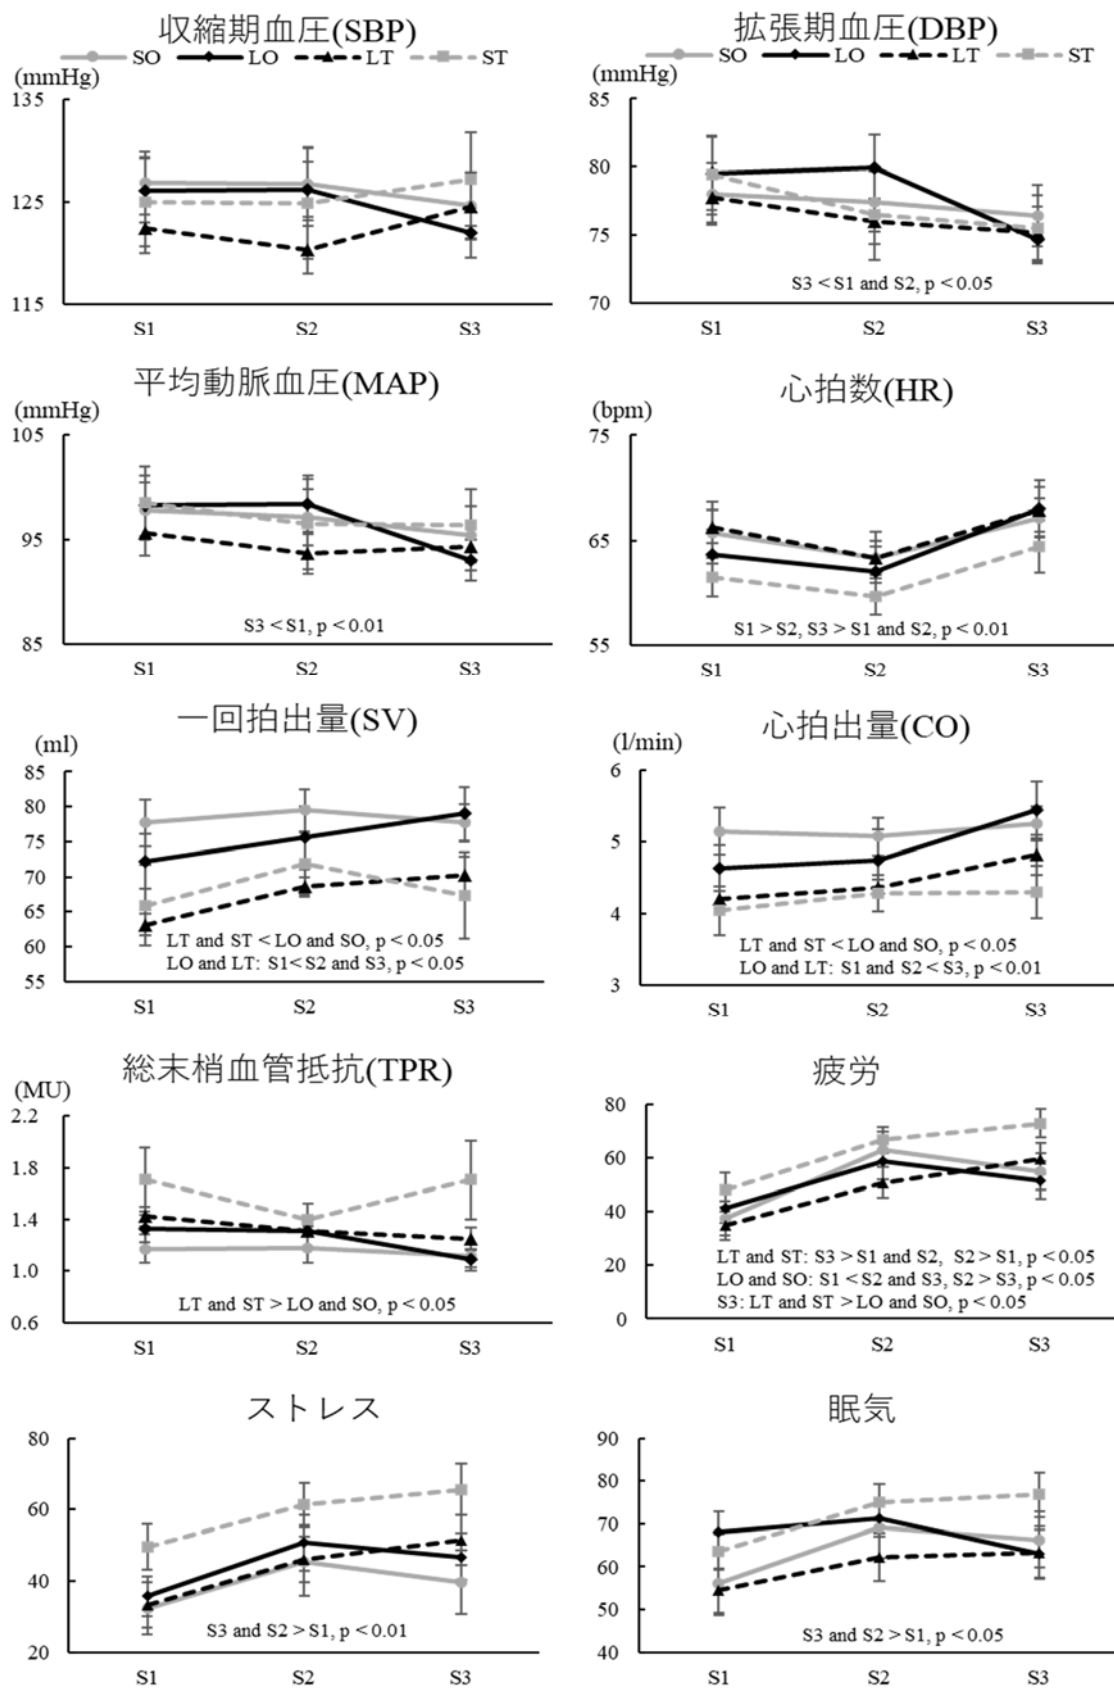 収縮期血圧(SBP)
SO LO LT ST
(mmHg)
135
125
115
S1 S2 S3
拡張期血圧(DBP)
SO LO LT ST
(mmHg)
85
80
75
70
S3 < S1 and S2, p < 0.05
S1 S2 S3
平均動脈血圧(MAP)
(mmHg)
105
95
85
S3 < S1, p < 0.01
S1 S2 S3
心拍数(HR)
(bpm)
75
65
55
S1 > S2, S3 > S1 and S2, p < 0.01
S1 S2 S3
一回拍出量(SV)
(ml)
85
80
75
70
65
60
55
LT and ST < LO and SO, p < 0.05
LO and LT: S1< S2 and S3, p < 0.05
S1 S2 S3
心拍出量(CO)
(l/min)
6
5
4
3
LT and ST < LO and SO, p < 0.05
LO and LT: S1 and S2 < S3, p < 0.01
S1 S2 S3
総末梢血管抵抗(TPR)
(MU)
2.2
1.8
1.4
1.0
0.6
LT and ST > LO and SO, p < 0.05
S1 S2 S3
疲労
80
60
40
20
0
LT and ST: S3 > S1 and S2, S2 > S1, p < 0.05
LO and SO: S1 < S2 and S3, S2 > S3, p < 0.05
S3: LT and ST > LO and SO, p < 0.05
S1 S2 S3
ストレス
80
60
40
20
S3 and S2 > S1, p < 0.01
S1 S2 S3
眠気
90
80
70
60
50
40
S3 and S2 > S1, p < 0.05
S1 S2 S3